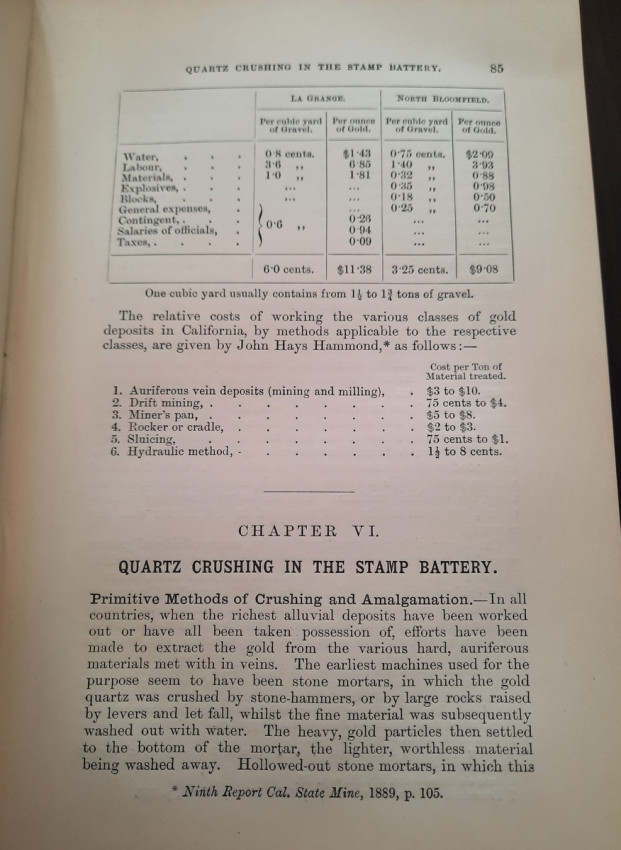 QUARTZ CRUSHING IN THE STAMP BATTERY. 85
LA GRANGE. NORTH BLOOMFIELD.
Per cubic yard of Gravel. Per ounce of Gold. Per cubic yard of Gravel. Per ounce of Gold.
Water, . . . 0·8 cents. $1·43 0·75 cents. $2·09
Labour, . . . 3·6 ,, 6·85 1·40 ,, 3·93
Materials, . . . 1·0 ,, 1·81 0·32 ,, 0·88
Explosives, . . . ... ... 0·35 ,, 0·98
Blocks, . . . ... ... 0·18 ,, 0·50
General expenses, . ... 0·25 ,, 0·70
Contingent, . . . 0·26 ... ...
Salaries of officials, . 0·6 ,, 0·94 ... ...
Taxes, . . . . 0·09 ... ...
6·0 cents. $11·38 3·25 cents. $9·08
One cubic yard usually contains from 1½ to 1¾ tons of gravel.
The relative costs of working the various classes of gold
deposits in California, by methods applicable to the respective
classes, are given by John Hays Hammond,* as follows:—
Cost per Ton of
Material treated.
1. Auriferous vein deposits (mining and milling), . $3 to $10.
2. Drift mining, . . . . . . . 75 cents to $4.
3. Miner's pan, . . . . . . . $5 to $8.
4. Rocker or cradle, . . . . . . $2 to $3.
5. Sluicing, . . . . . . . 75 cents to $1.
6. Hydraulic method, - . . . . . 1½ to 8 cents.
CHAPTER VI.
QUARTZ CRUSHING IN THE STAMP BATTERY.
Primitive Methods of Crushing and Amalgamation.—In all
countries, when the richest alluvial deposits have been worked
out or have all been taken possession of, efforts have been
made to extract the gold from the various hard, auriferous
materials met with in veins. The earliest machines used for the
purpose seem to have been stone mortars, in which the gold
quartz was crushed by stone-hammers, or by large rocks raised
by levers and let fall, whilst the fine material was subsequently
washed out with water. The heavy, gold particles then settled
to the bottom of the mortar, the lighter, worthless material
being washed away. Hollowed-out stone mortars, in which this
* Ninth Report Cal. State Mine, 1889, p. 105.